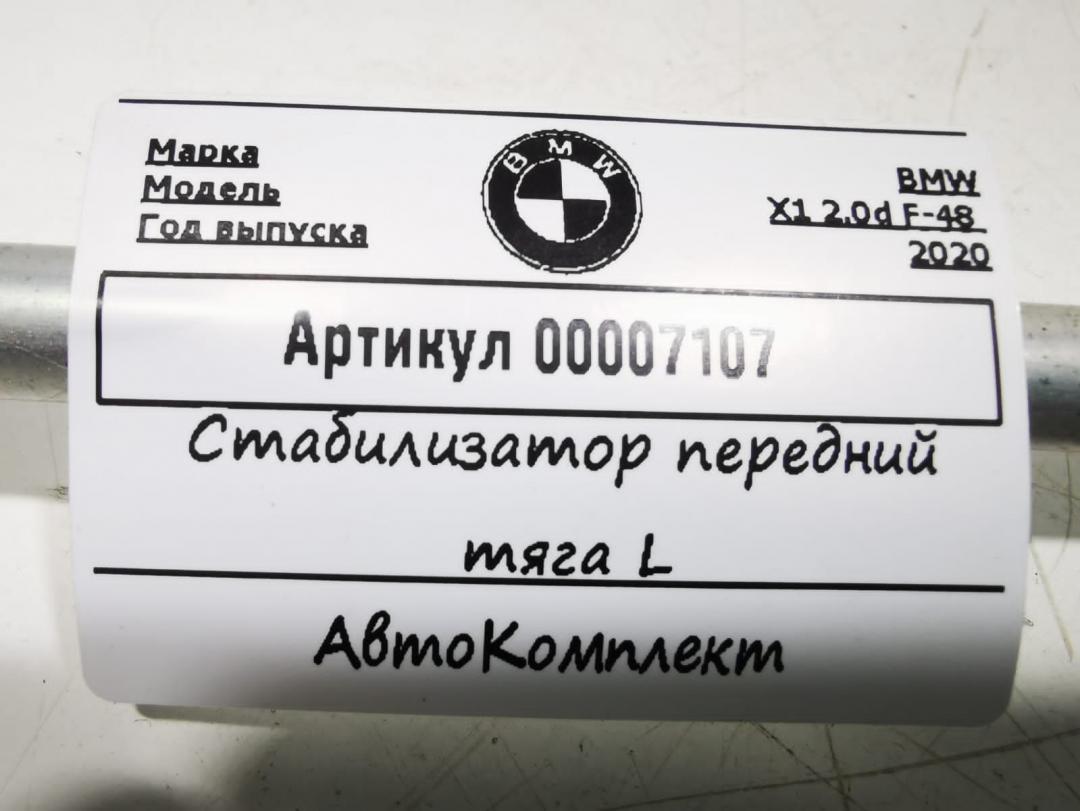 Марка
BMW
Модель
X1 2.0d F-48
Год выпуска
2020
BMW
Артикул 00007107
Стабилизатор передний
тяга L
АвтоКомплект